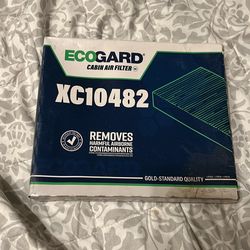 ECOGARD
CABIN AIR FILTER
XC10482
REMOVES
HARMFUL AIRBORNE
CONTAMINANTS
GOLD-STANDARD QUALITY